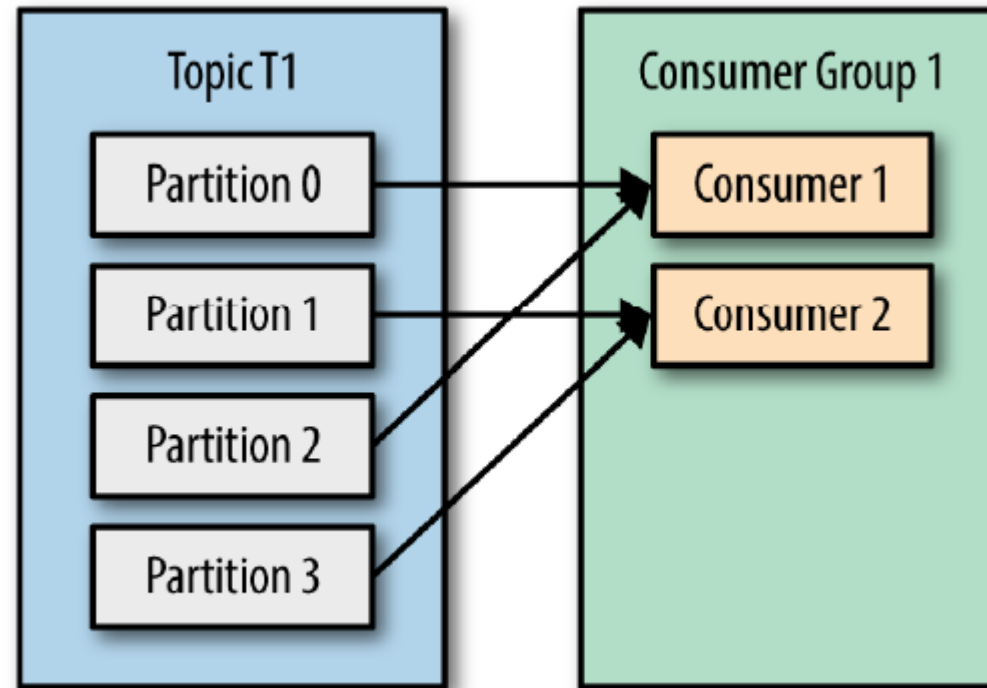 Topic T1
Partition 0
Partition 1
Partition 2
Partition 3
Consumer Group 1
Consumer 1
Consumer 2